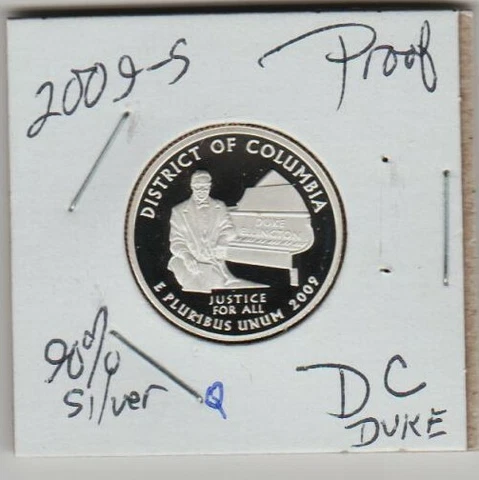 2009-S Proof
DISTRICT OF COLUMBIA
DUKE
ELLINGTON
JUSTICE
FOR ALL
E PLURIBUS UNUM 2009
90%
Silver
Q
DC
DUKE